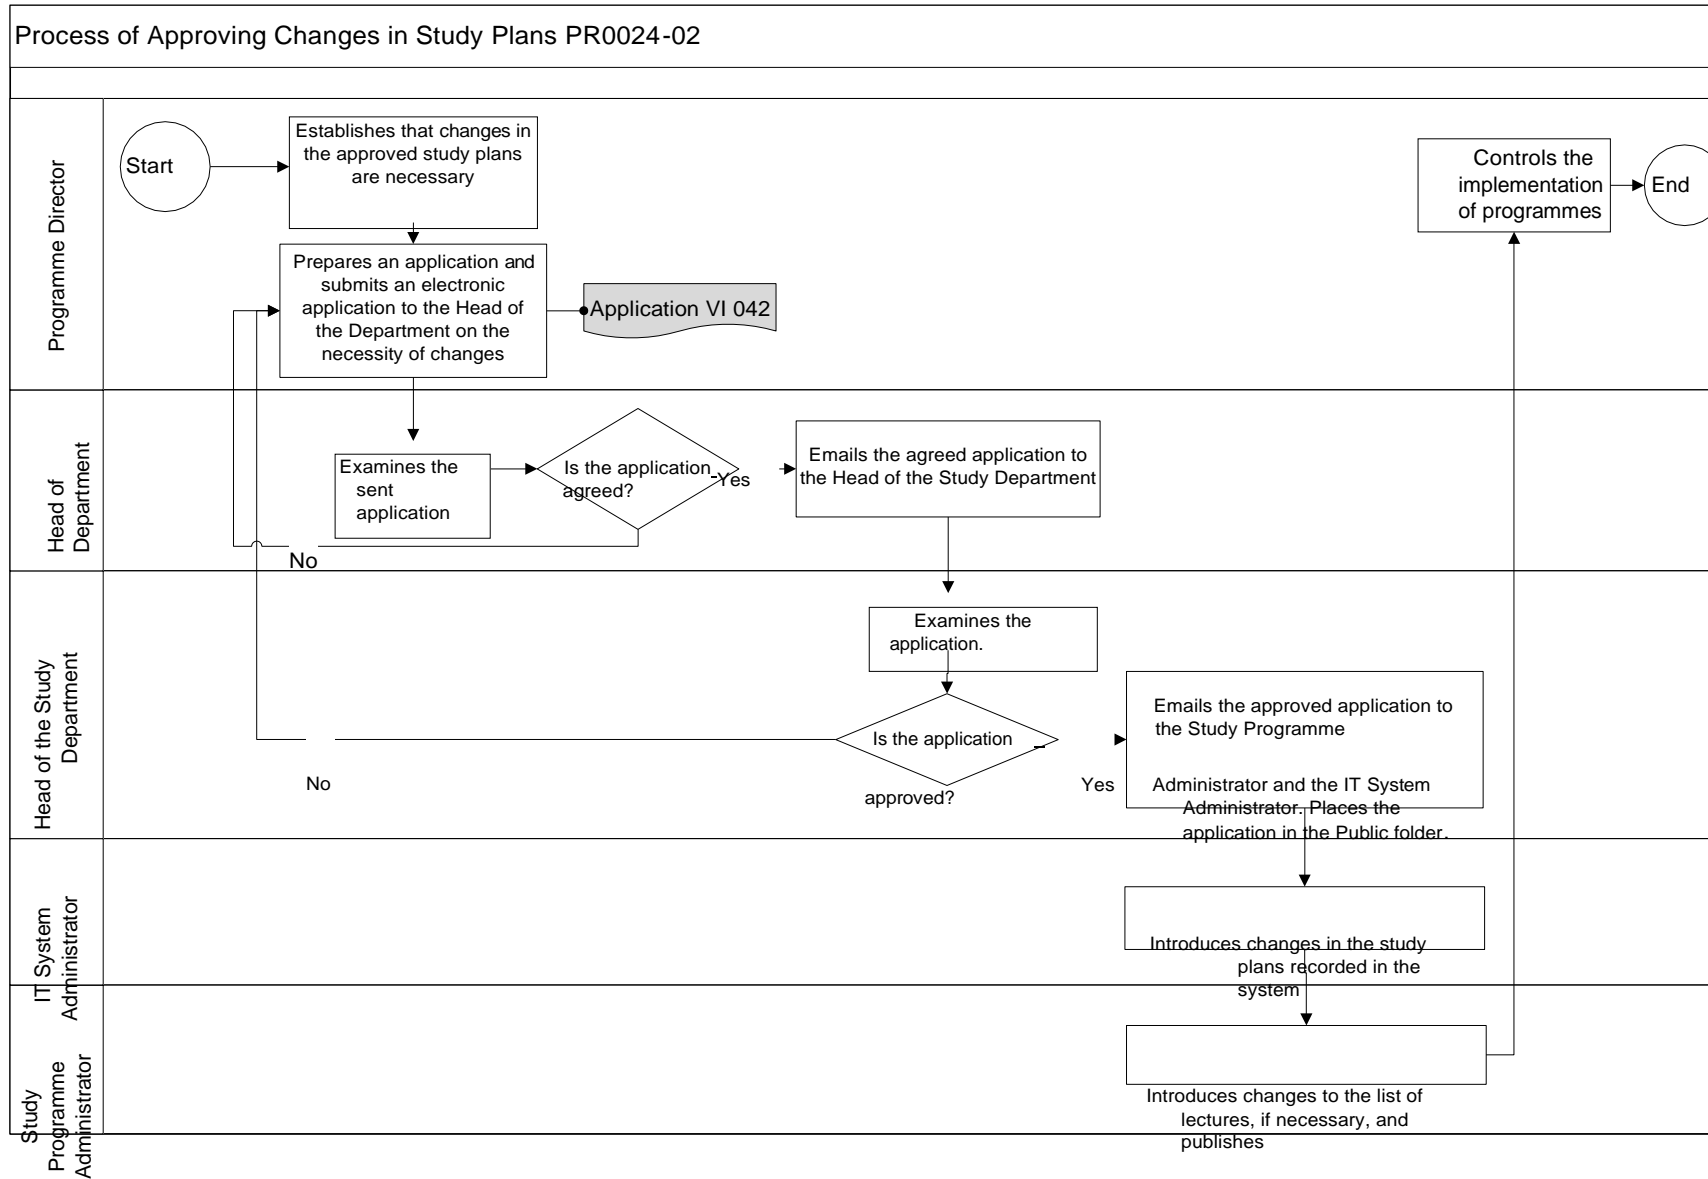 Process of Approving Changes in Study Plans PR0024-02
Programme Director
Start
Establishes that changes in
the approved study plans
are necessary
Prepares an application and
submits an electronic
application to the Head of
the Department on the
necessity of changes
Application VI 042
Controls the
implementation
of programmes
End
Head of
Department
Examines the
sent
application
Is the application
agreed?
Yes
No
Emails the agreed application to
the Head of the Study Department
Head of the Study
Department
Examines the
application.
Is the application
approved?
No
Yes
Emails the approved application to
the Study Programme
Administrator and the IT System
Administrator. Places the
application in the Public folder.
IT System
Administrator
Introduces changes in the study
plans recorded in the
system
Study
Programme
Administrator
Introduces changes to the list of
lectures, if necessary, and
publishes